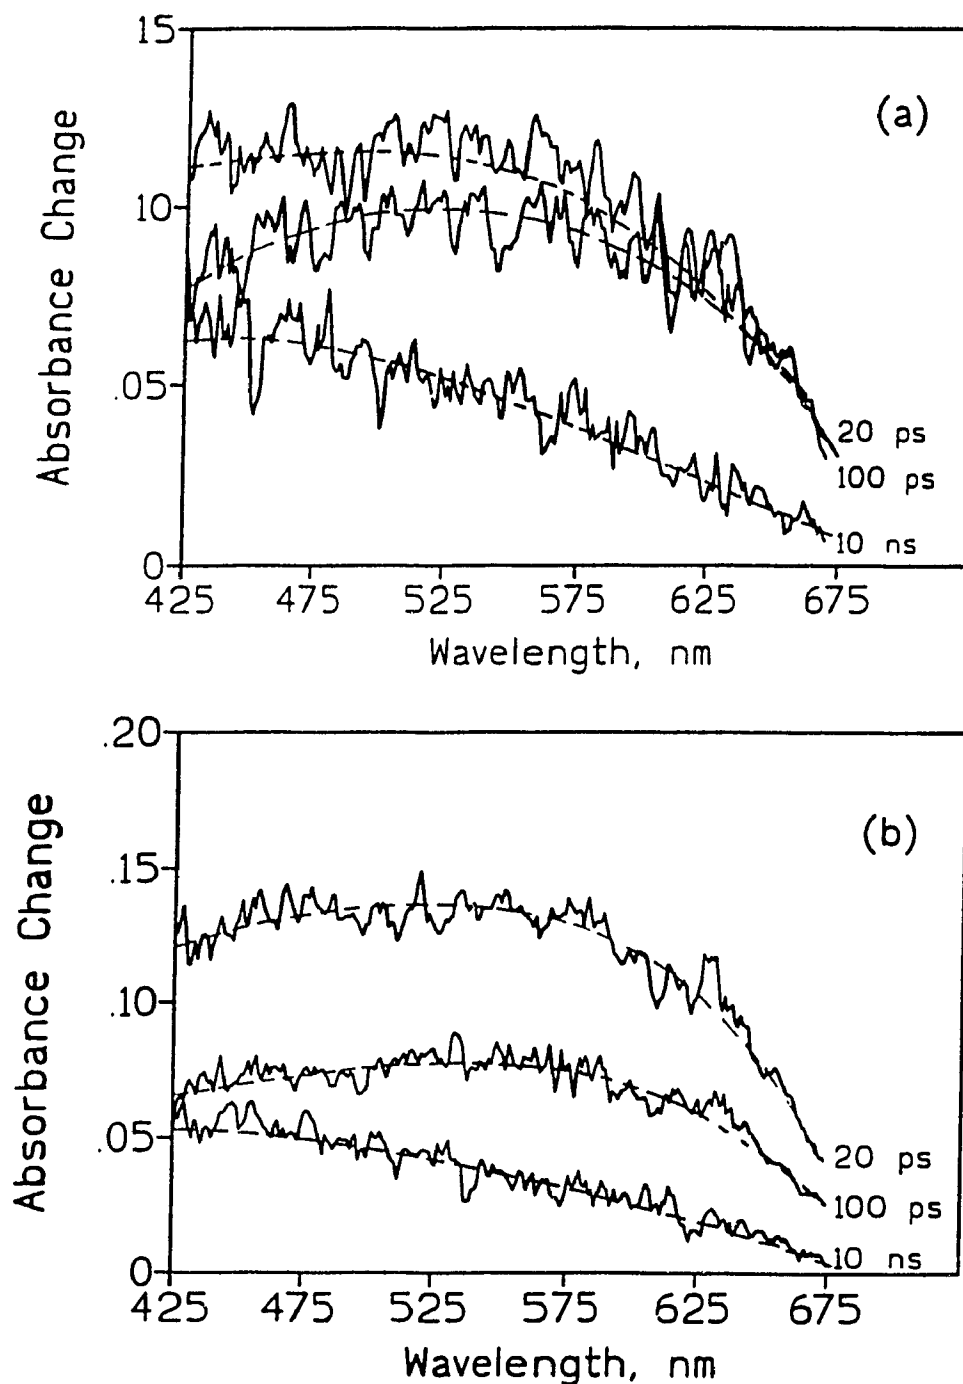 15
(a)
Absorbance Change
10
.05
20 ps
100 ps
10 ns
0
425 475 525 575 625 675
Wavelength, nm
.20
(b)
Absorbance Change
.15
.10
.05
20 ps
100 ps
10 ns
0
425 475 525 575 625 675
Wavelength, nm